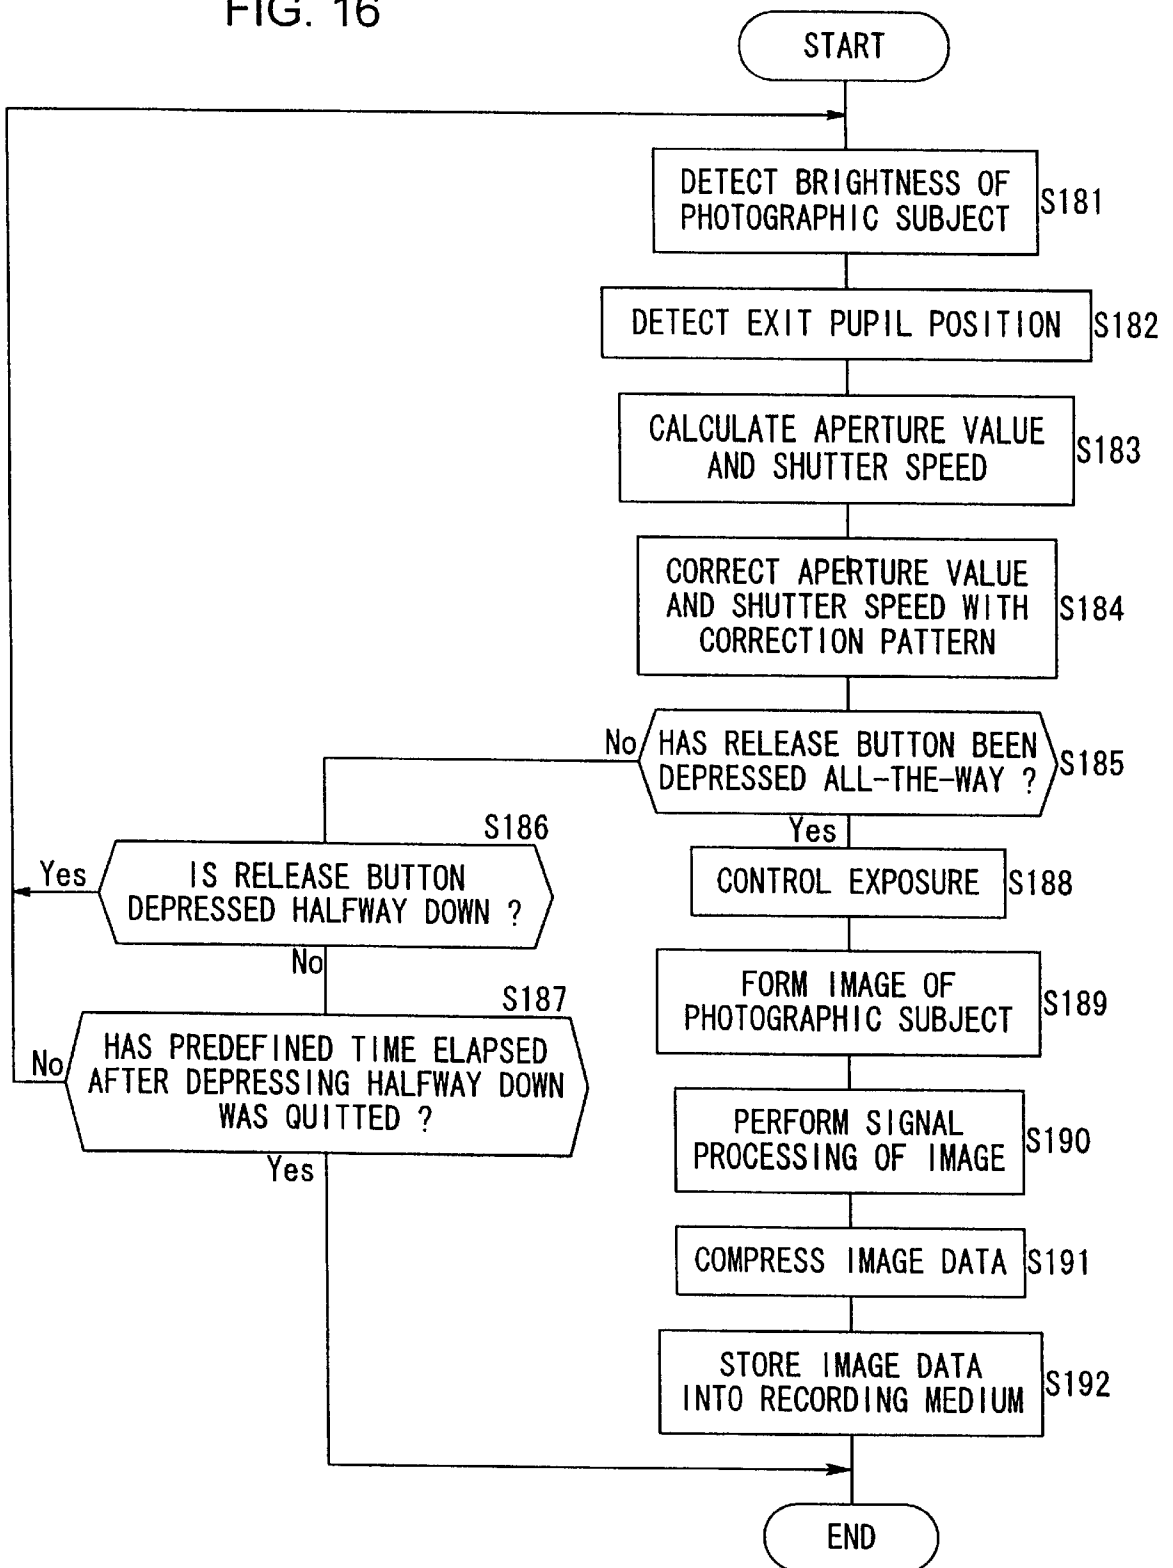 FIG. 16
START
DETECT BRIGHTNESS OF
PHOTOGRAPHIC SUBJECT
S181
DETECT EXIT PUPIL POSITION
S182
CALCULATE APERTURE VALUE
AND SHUTTER SPEED
S183
CORRECT APERTURE VALUE
AND SHUTTER SPEED WITH
CORRECTION PATTERN
S184
No
HAS RELEASE BUTTON BEEN
DEPRESSED ALL-THE-WAY ?
S185
Yes
S186
Yes
IS RELEASE BUTTON
DEPRESSED HALFWAY DOWN ?
No
S187
No
HAS PREDEFINED TIME ELAPSED
AFTER DEPRESSING HALFWAY DOWN
WAS QUITTED ?
Yes
CONTROL EXPOSURE
S188
FORM IMAGE OF
PHOTOGRAPHIC SUBJECT
S189
PERFORM SIGNAL
PROCESSING OF IMAGE
S190
COMPRESS IMAGE DATA
S191
STORE IMAGE DATA
INTO RECORDING MEDIUM
S192
END